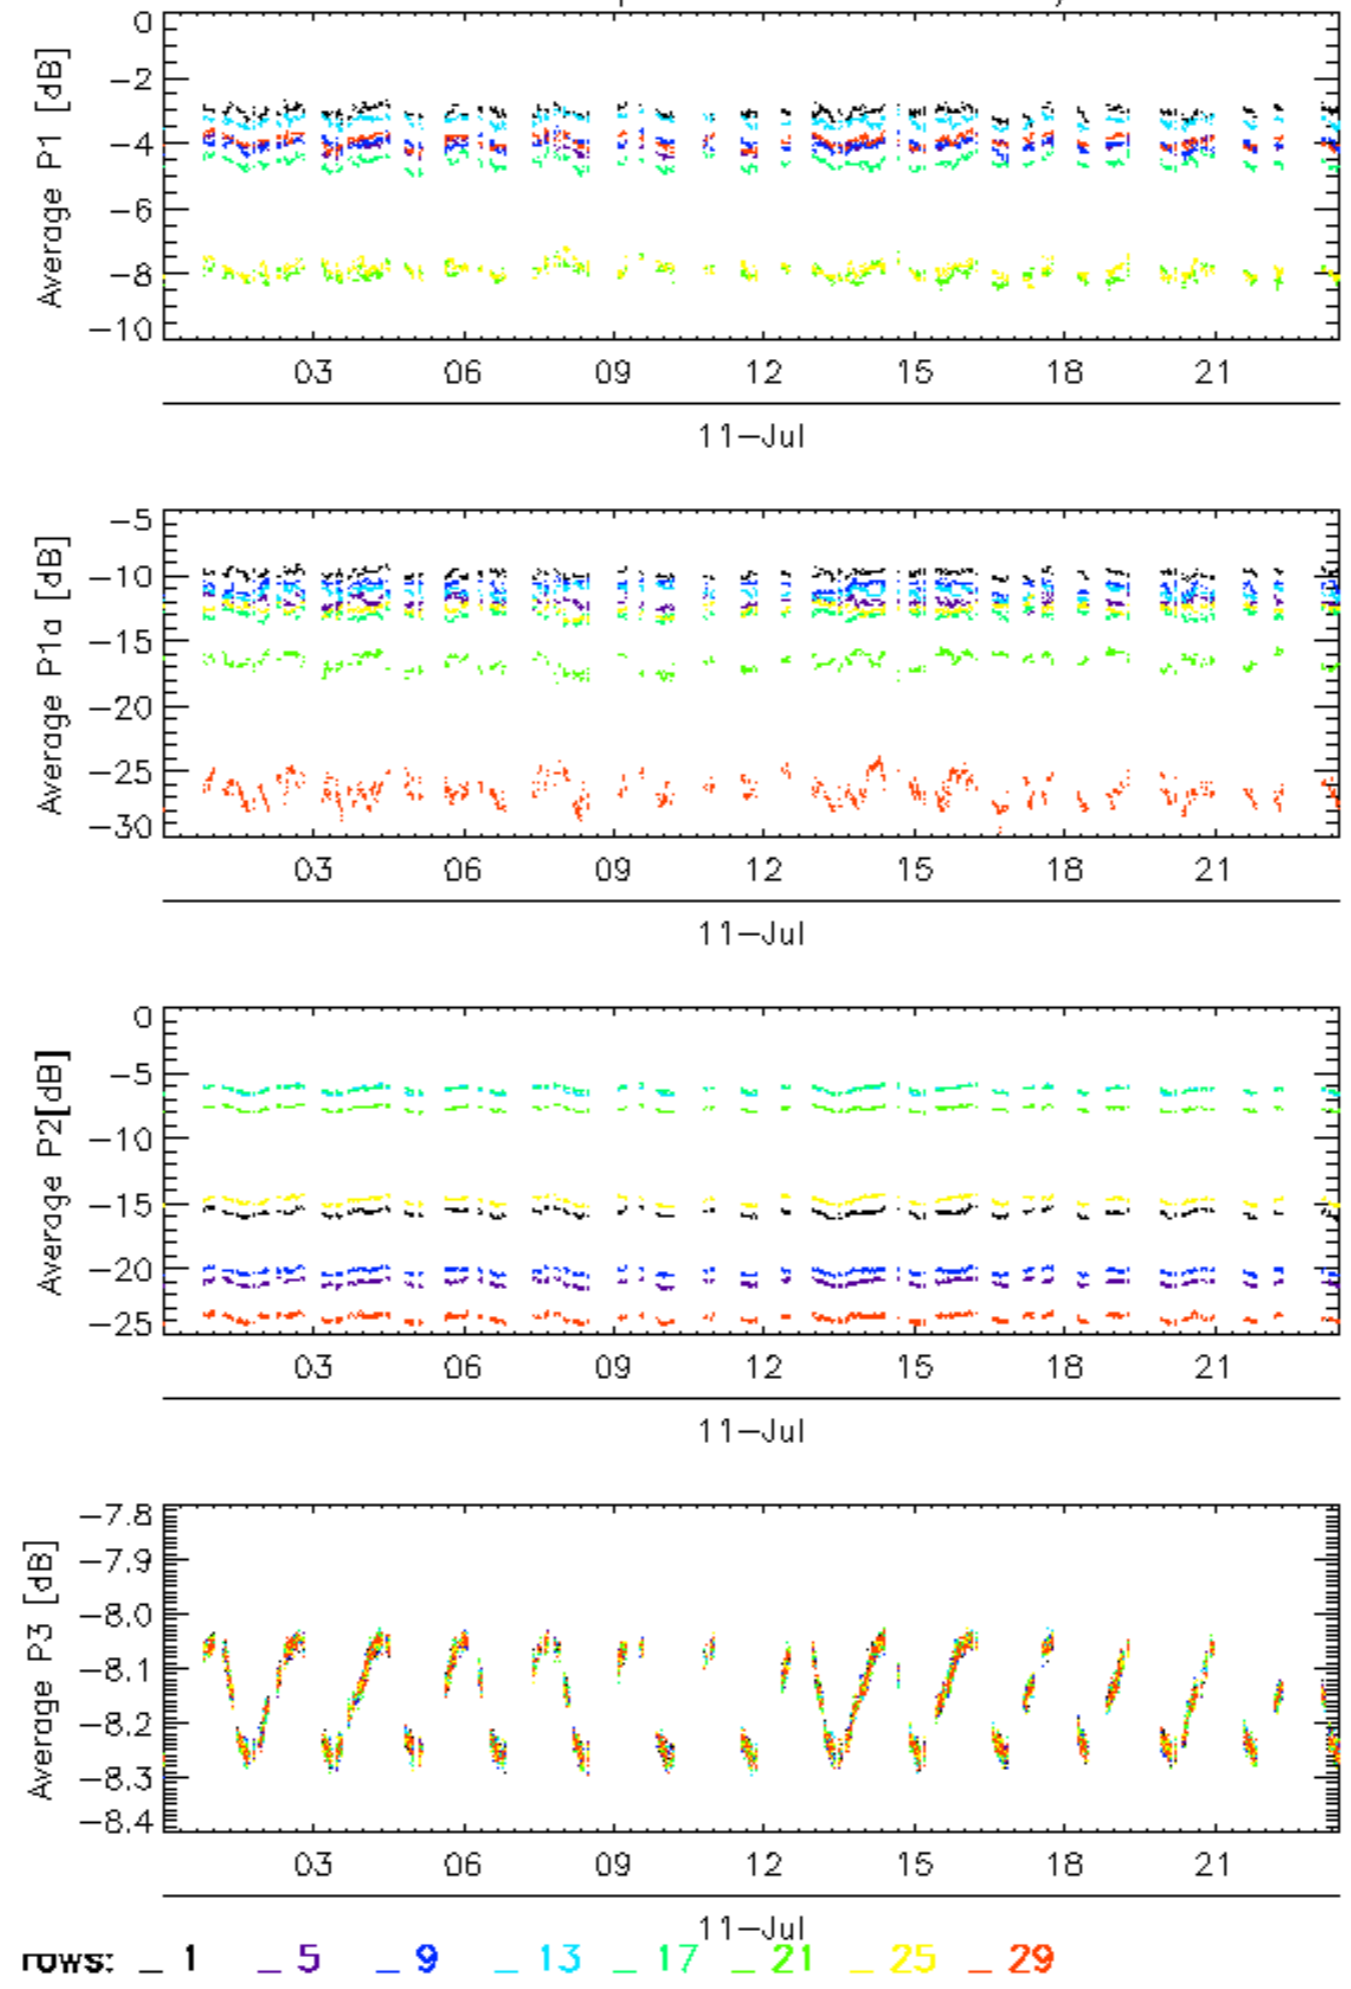 0
−2
−4
−6
−8
−10
Average P1 [dB]
03 06 09 12 15 18 21
11−Jul
−5
−10
−15
−20
−25
−30
Average P1a [dB]
03 06 09 12 15 18 21
11−Jul
0
−5
−10
−15
−20
−25
Average P2[dB]
03 06 09 12 15 18 21
11−Jul
−7.8
−7.9
−8.0
−8.1
−8.2
−8.3
−8.4
Average P3 [dB]
03 06 09 12 15 18 21
11−Jul
rows: _ 1 _ 5 _ 9 _ 13 _ 17 _ 21 _ 25 _ 29